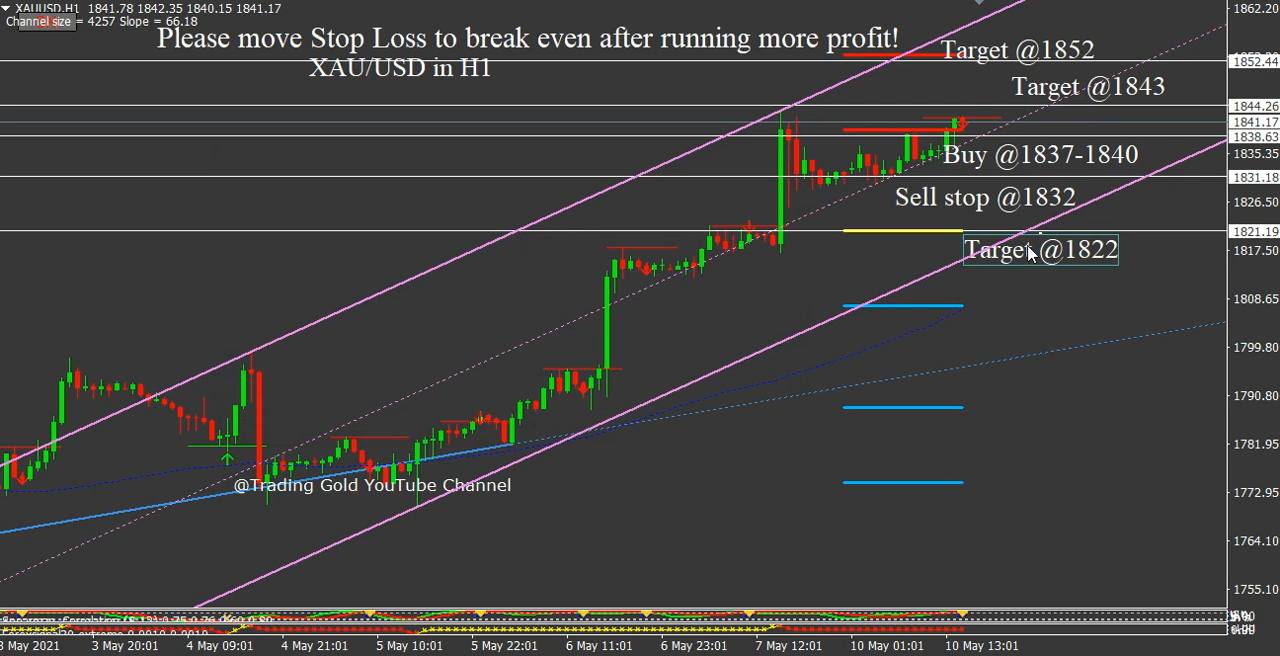 XAUUSD,H1 1841.78 1842.35 1840.15 1841.17
Channel size = 4257 Slope = 66.18
Please move Stop Loss to break even after running more profit!
XAU/USD in H1
Target @1852
Target @1843
Buy @1837-1840
Sell stop @1832
Target @1822
@Trading Gold YouTube Channel
1862.20
1852.44
1844.26
1841.17
1838.63
1835.35
1831.18
1826.50
1821.19
1817.50
1808.65
1799.80
1790.80
1781.95
1772.95
1764.10
1755.10
3 May 2021
3 May 20:01
4 May 09:01
4 May 21:01
5 May 10:01
5 May 22:01
6 May 11:01
6 May 23:01
7 May 12:01
10 May 01:01
10 May 13:01